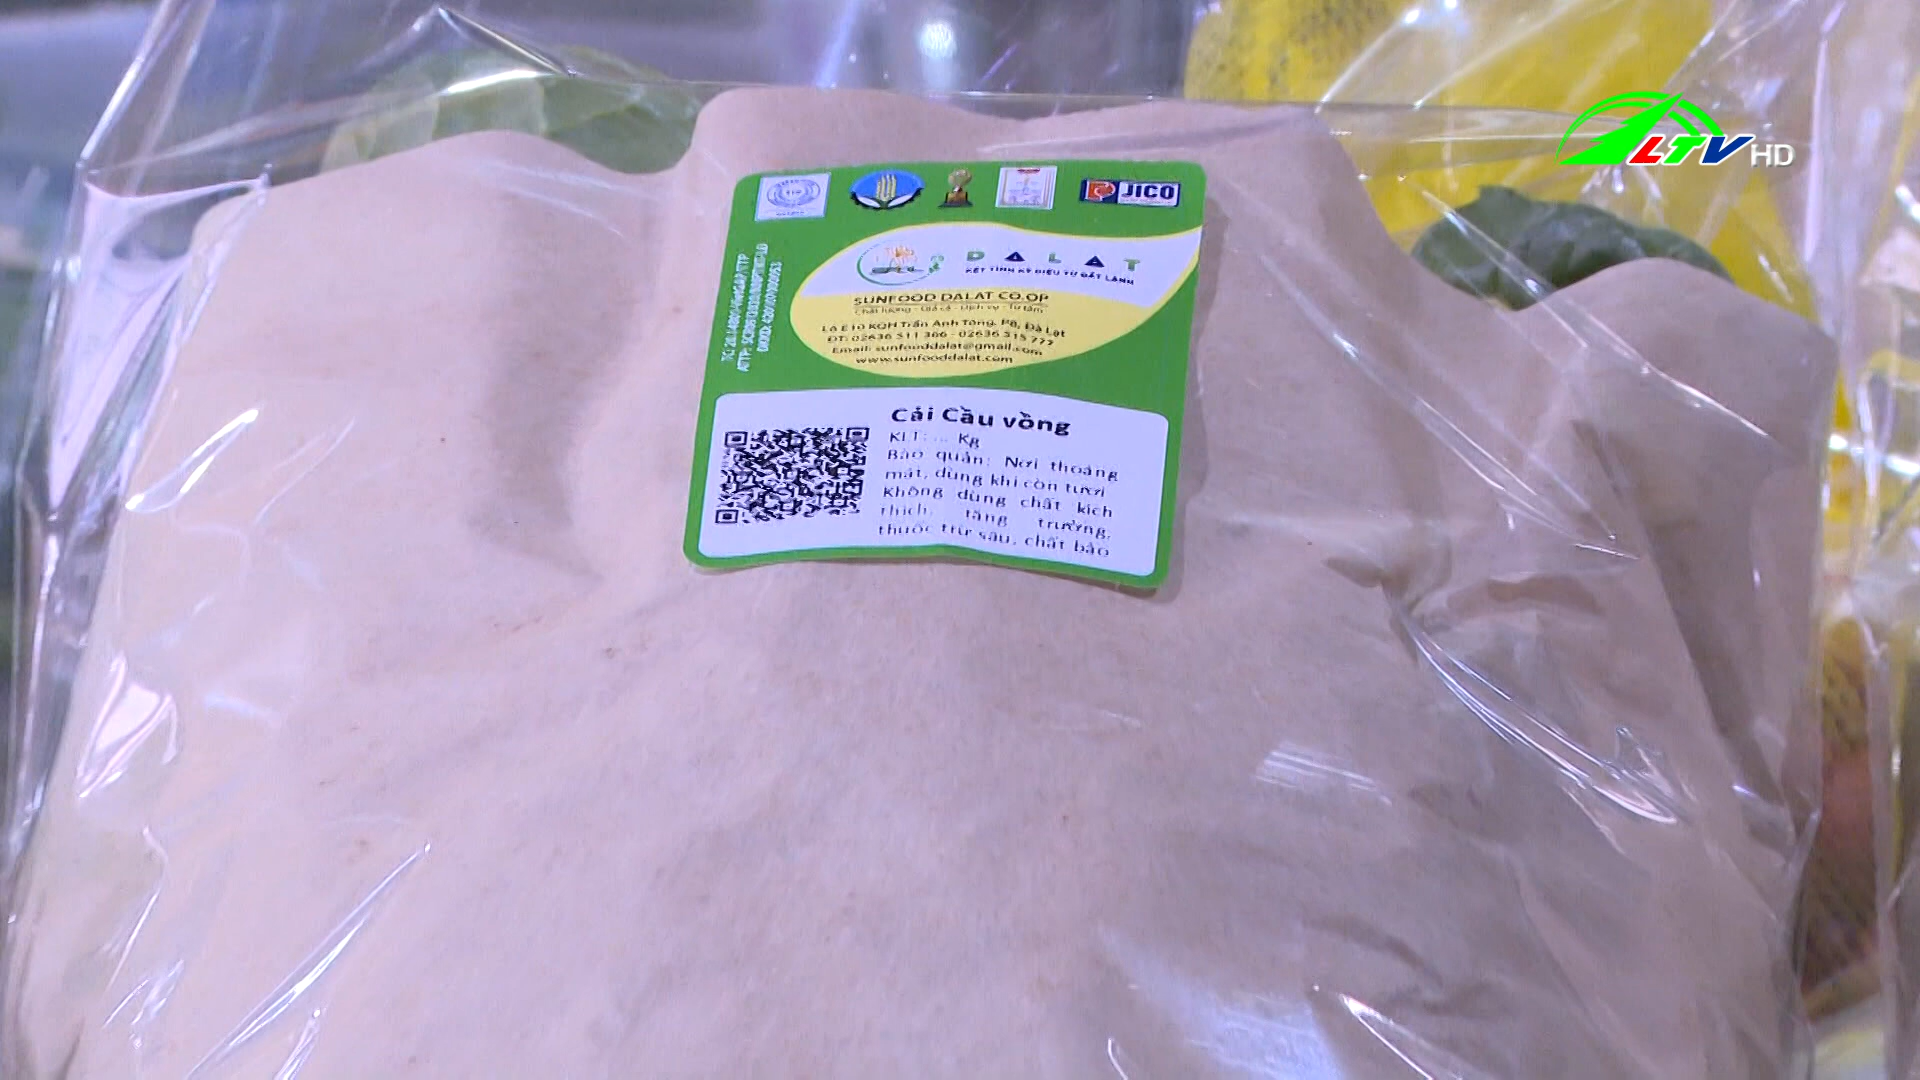 LTV HD
PJICO
DALAT
KẾT TINH KỲ DIỆU TỪ ĐẤT LÀNH
SUNFOOD DALAT CO.OP
Chất lượng - Giá cả - Dịch vụ - Từ tâm
Lô E10 KQH Trần Anh Tông, P8, Đà Lạt
ĐT: 02636 511 366 - 02636 515 777
Email: sunfooddalat@gmail.com
www.sunfooddalat.com
Cải Cầu vồng
KLT: ... Kg
Bảo quản: Nơi thoáng
mát, dùng khi còn tươi
Không dùng chất kích
thích, tăng trưởng,
thuốc trừ sâu, chất bảo